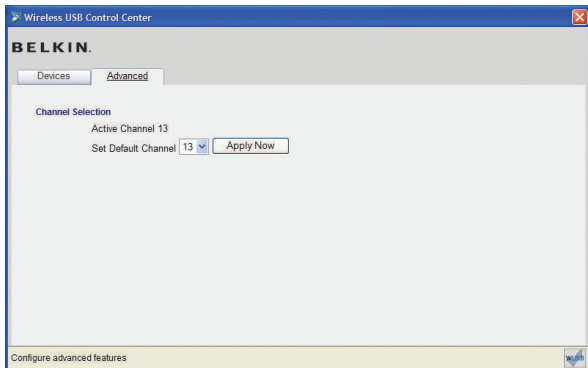 Wireless USB Control Center
BELKIN.
Devices Advanced
Channel Selection
Active Channel 13
Set Default Channel 13 Apply Now
Configure advanced features